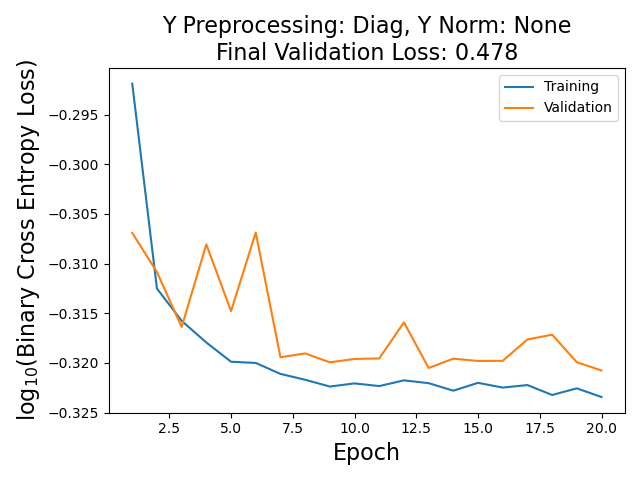 Y Preprocessing: Diag, Y Norm: None
Final Validation Loss: 0.478
Training
Validation
log₁₀(Binary Cross Entropy Loss)
−0.295
−0.300
−0.305
−0.310
−0.315
−0.320
−0.325
2.5
5.0
7.5
10.0
12.5
15.0
17.5
20.0
Epoch